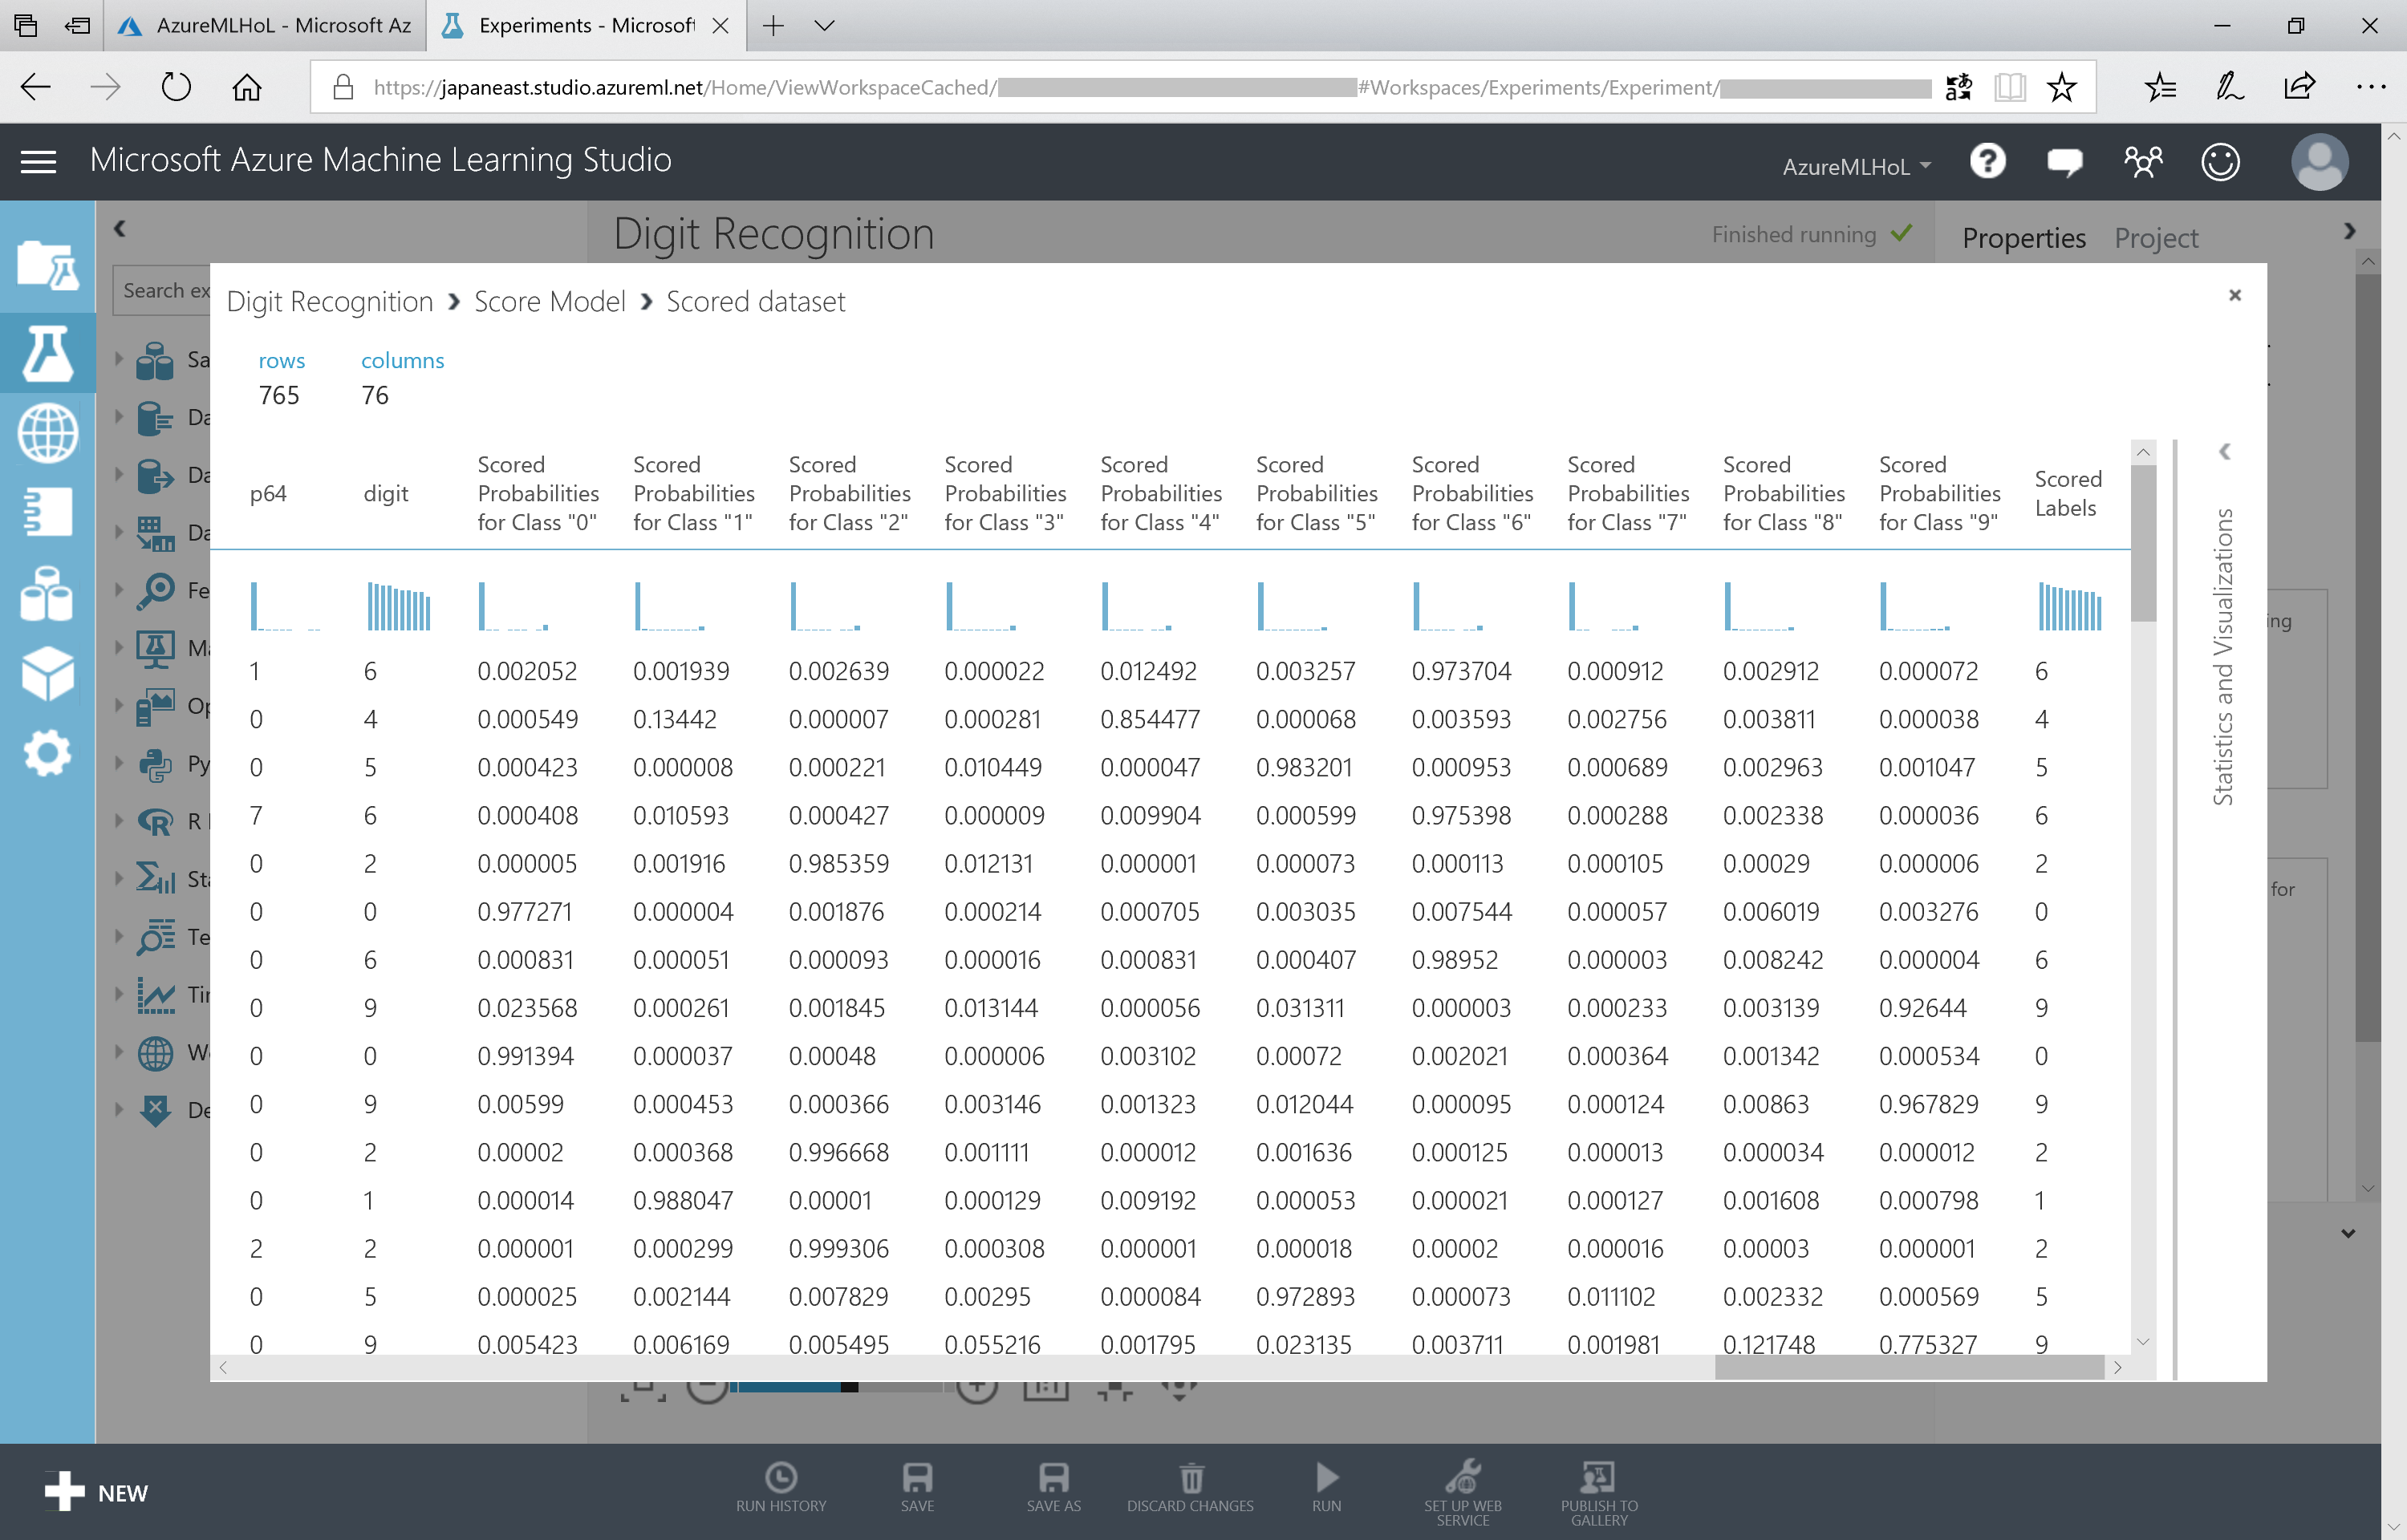 AzureMLHoL - Microsoft Az
Experiments - Microsoft
https://japaneast.studio.azureml.net/Home/ViewWorkspaceCached/ #Workspaces/Experiments/Experiment/
Microsoft Azure Machine Learning Studio
AzureMLHoL
Digit Recognition
Finished running
Properties Project
Search ex
Digit Recognition › Score Model › Scored dataset
rows columns
765 76
p64 digit Scored Probabilities for Class "0" Scored Probabilities for Class "1" Scored Probabilities for Class "2" Scored Probabilities for Class "3" Scored Probabilities for Class "4" Scored Probabilities for Class "5" Scored Probabilities for Class "6" Scored Probabilities for Class "7" Scored Probabilities for Class "8" Scored Probabilities for Class "9" Scored Labels
1 6 0.002052 0.001939 0.002639 0.000022 0.012492 0.003257 0.973704 0.000912 0.002912 0.000072 6
0 4 0.000549 0.13442 0.000007 0.000281 0.854477 0.000068 0.003593 0.002756 0.003811 0.000038 4
0 5 0.000423 0.000008 0.000221 0.010449 0.000047 0.983201 0.000953 0.000689 0.002963 0.001047 5
7 6 0.000408 0.010593 0.000427 0.000009 0.009904 0.000599 0.975398 0.000288 0.002338 0.000036 6
0 2 0.000005 0.001916 0.985359 0.012131 0.000001 0.000073 0.000113 0.000105 0.00029 0.000006 2
0 0 0.977271 0.000004 0.001876 0.000214 0.000705 0.003035 0.007544 0.000057 0.006019 0.003276 0
0 6 0.000831 0.000051 0.000093 0.000016 0.000831 0.000407 0.98952 0.000003 0.008242 0.000004 6
0 9 0.023568 0.000261 0.001845 0.013144 0.000056 0.031311 0.000003 0.000233 0.003139 0.92644 9
0 0 0.991394 0.000037 0.00048 0.000006 0.003102 0.00072 0.002021 0.000364 0.001342 0.000534 0
0 9 0.00599 0.000453 0.000366 0.003146 0.001323 0.012044 0.000095 0.000124 0.00863 0.967829 9
0 2 0.00002 0.000368 0.996668 0.001111 0.000012 0.001636 0.000125 0.000013 0.000034 0.000012 2
0 1 0.000014 0.988047 0.00001 0.000129 0.009192 0.000053 0.000021 0.000127 0.001608 0.000798 1
2 2 0.000001 0.000299 0.999306 0.000308 0.000001 0.000018 0.00002 0.000016 0.00003 0.000001 2
0 5 0.000025 0.002144 0.007829 0.00295 0.000084 0.972893 0.000073 0.011102 0.002332 0.000569 5
0 9 0.005423 0.006169 0.005495 0.055216 0.001795 0.023135 0.003711 0.001981 0.121748 0.775327 9
Statistics and Visualizations
Sa
Da
Da
Da
Fe
Ma
Op
Py
R
Sta
Te
Tir
We
De
ing
for
NEW
RUN HISTORY
SAVE
SAVE AS
DISCARD CHANGES
RUN
SET UP WEB SERVICE
PUBLISH TO GALLERY